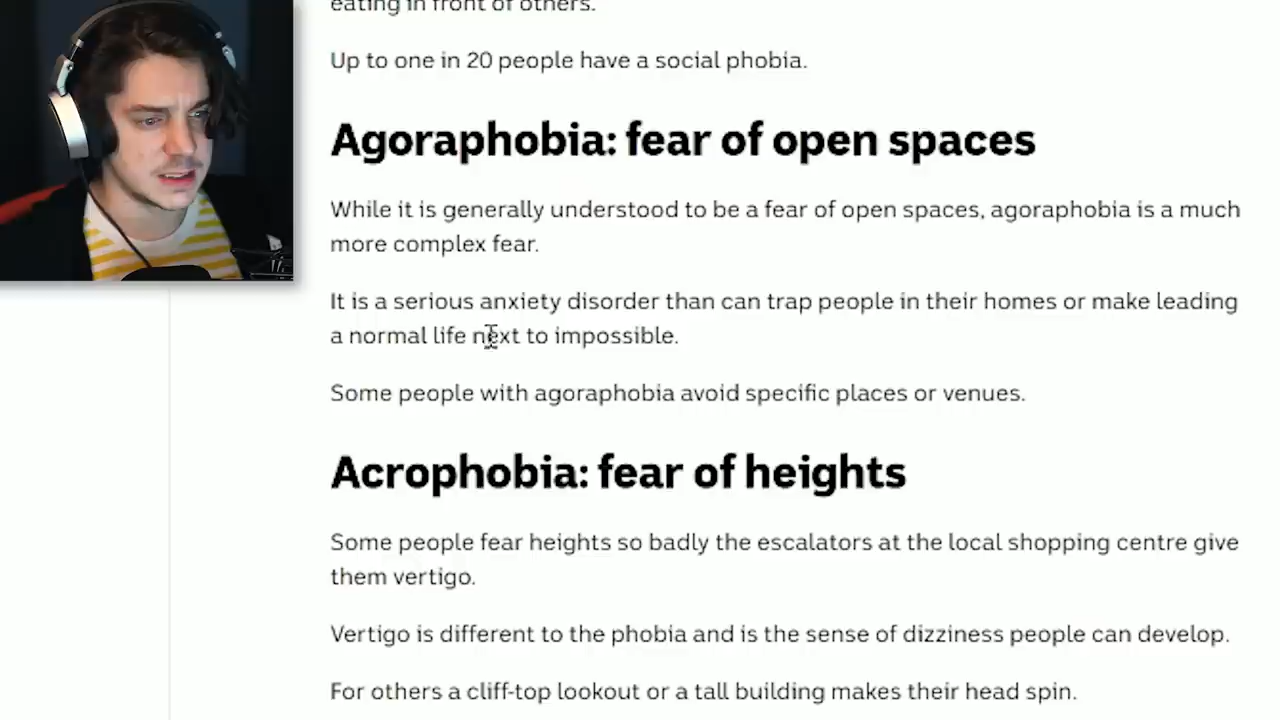 eating in front of others.
Up to one in 20 people have a social phobia.
Agoraphobia: fear of open spaces
While it is generally understood to be a fear of open spaces, agoraphobia is a much
more complex fear.
It is a serious anxiety disorder than can trap people in their homes or make leading
a normal life next to impossible.
Some people with agoraphobia avoid specific places or venues.
Acrophobia: fear of heights
Some people fear heights so badly the escalators at the local shopping centre give
them vertigo.
Vertigo is different to the phobia and is the sense of dizziness people can develop.
For others a cliff-top lookout or a tall building makes their head spin.